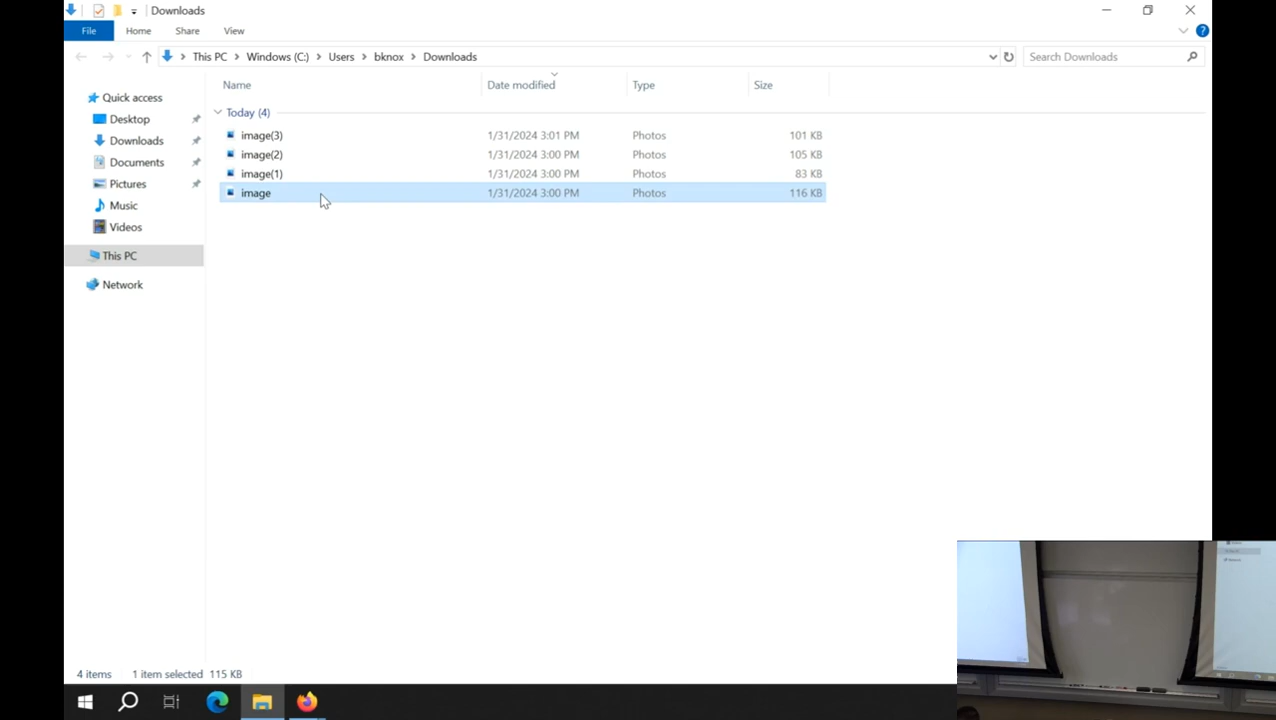 Downloads
File Home Share View
This PC Windows (C:) Users bknox Downloads Search Downloads
Name Date modified Type Size
Quick access
Desktop
Downloads
Documents
Pictures
Music
Videos
This PC
Network
Today (4)
image(3) 1/31/2024 3:01 PM Photos 101 KB
image(2) 1/31/2024 3:00 PM Photos 105 KB
image(1) 1/31/2024 3:00 PM Photos 83 KB
image 1/31/2024 3:00 PM Photos 116 KB
4 items 1 item selected 115 KB